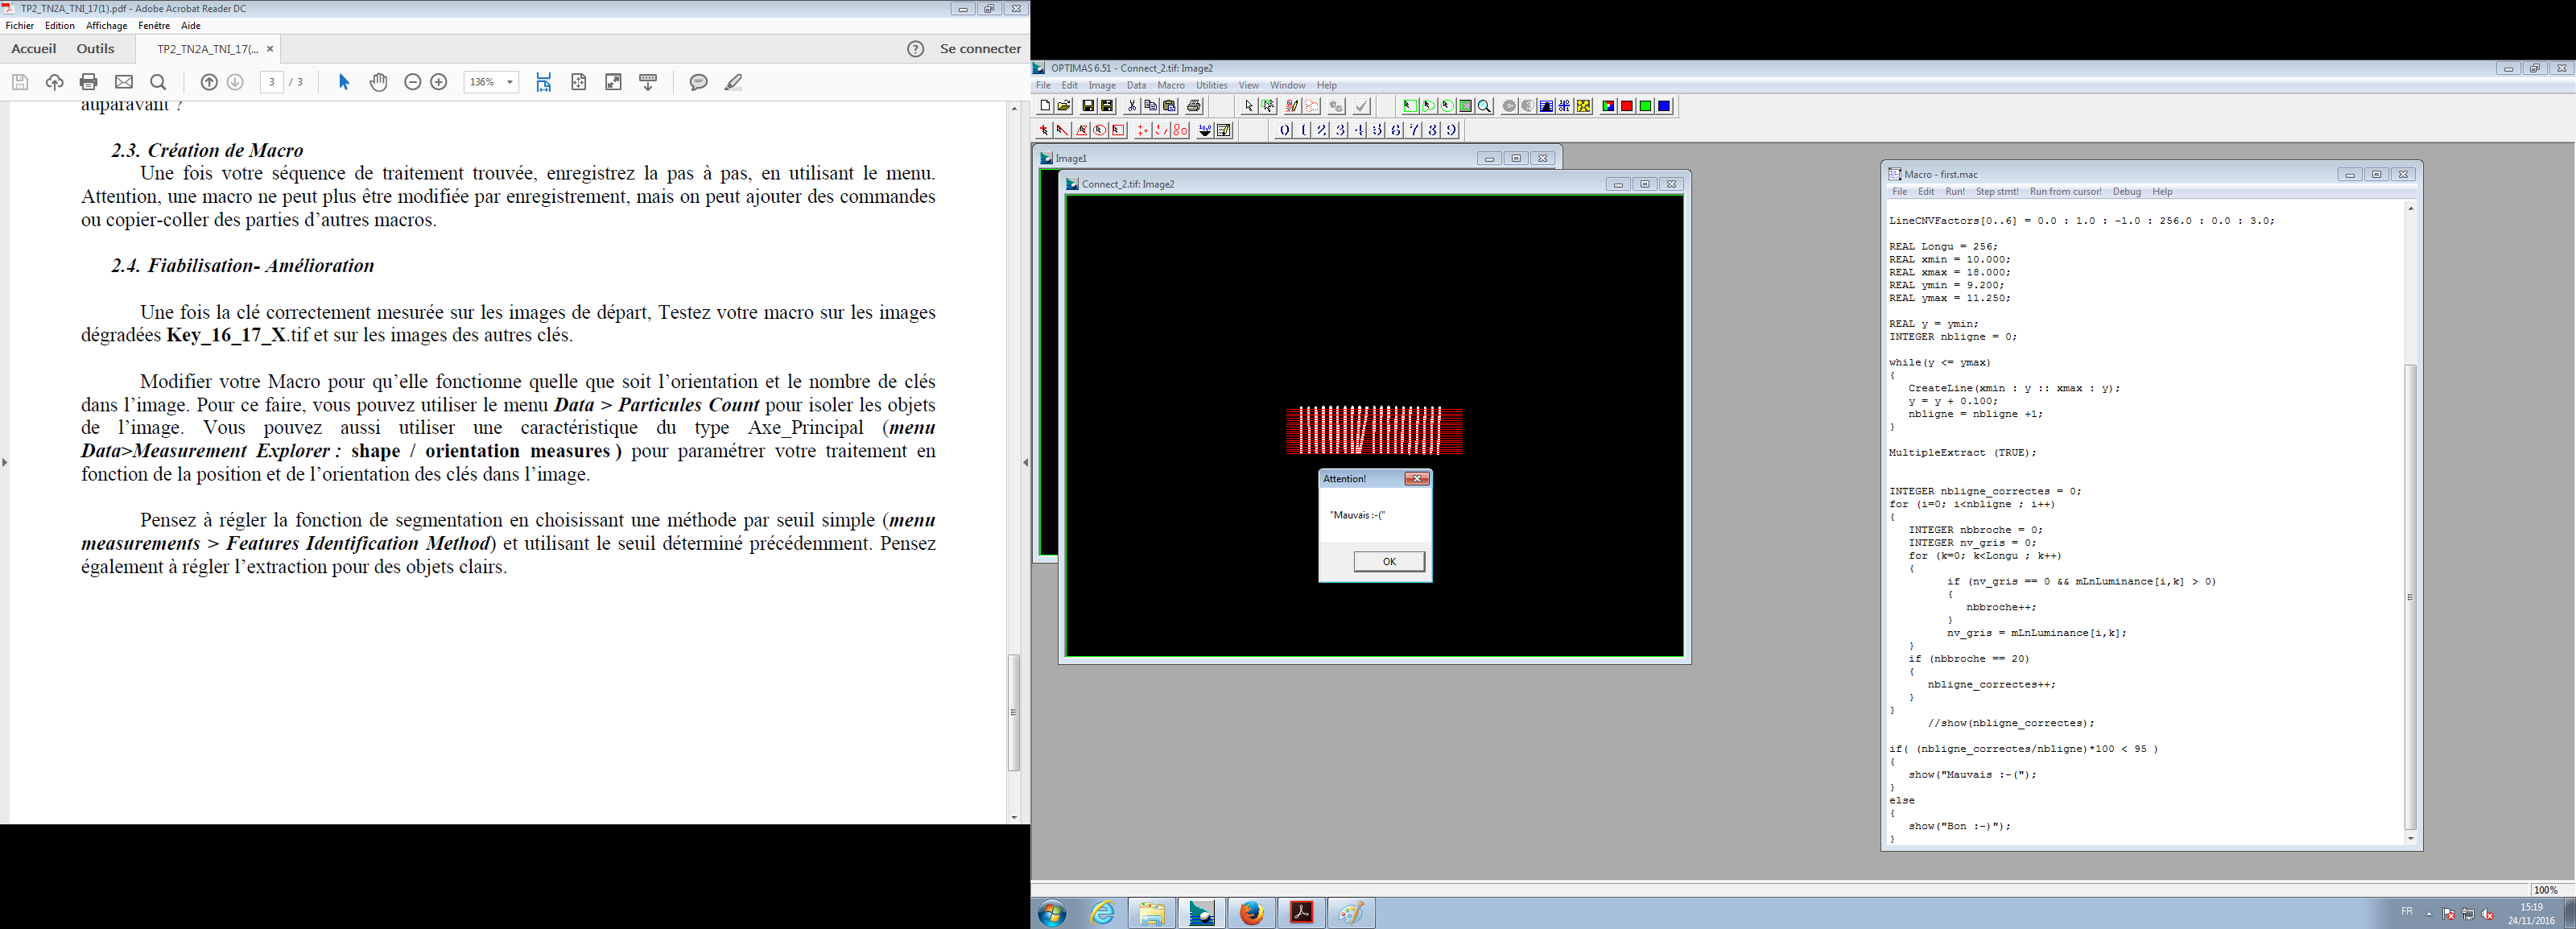 TP2_TN2A_TNI_17(1).pdf - Adobe Acrobat Reader DC
Fichier Edition Affichage Fenêtre Aide
Accueil Outils TP2_TN2A_TNI_17(... × ? Se connecter
3 / 3 136%
auparavant ?
2.3. Création de Macro
Une fois votre séquence de traitement trouvée, enregistrez la pas à pas, en utilisant le menu.
Attention, une macro ne peut plus être modifiée par enregistrement, mais on peut ajouter des commandes
ou copier-coller des parties d'autres macros.
2.4. Fiabilisation- Amélioration
Une fois la clé correctement mesurée sur les images de départ, Testez votre macro sur les images
dégradées Key_16_17_X.tif et sur les images des autres clés.
Modifier votre Macro pour qu'elle fonctionne quelle que soit l'orientation et le nombre de clés
dans l'image. Pour ce faire, vous pouvez utiliser le menu Data > Particules Count pour isoler les objets
de l'image. Vous pouvez aussi utiliser une caractéristique du type Axe_Principal (menu
Data>Measurement Explorer : shape / orientation measures ) pour paramétrer votre traitement en
fonction de la position et de l'orientation des clés dans l'image.
Pensez à régler la fonction de segmentation en choisissant une méthode par seuil simple (menu
measurements > Features Identification Method) et utilisant le seuil déterminé précédemment. Pensez
également à régler l'extraction pour des objets clairs.
OPTIMAS 6.51 - Connect_2.tif: Image2
File Edit Image Data Macro Utilities View Window Help
0 1 2 3 4 5 6 7 8 9
Image1
Connect_2.tif: Image2
Attention!
"Mauvais :-("
OK
Macro - first.mac
File Edit Run! Step stmt! Run from cursor! Debug Help
LineCNVFactors[0..6] = 0.0 : 1.0 : -1.0 : 256.0 : 0.0 : 3.0;
REAL Longu = 256;
REAL xmin = 10.000;
REAL xmax = 18.000;
REAL ymin = 9.200;
REAL ymax = 11.250;
REAL y = ymin;
INTEGER nbligne = 0;
while(y <= ymax)
{
CreateLine(xmin : y :: xmax : y);
y = y + 0.100;
nbligne = nbligne +1;
}
MultipleExtract (TRUE);
INTEGER nbligne_correctes = 0;
for (i=0; i<nbligne ; i++)
{
INTEGER nbbroche = 0;
INTEGER nv_gris = 0;
for (k=0; k<Longu ; k++)
{
if (nv_gris == 0 && mLnLuminance[i,k] > 0)
{
nbbroche++;
}
nv_gris = mLnLuminance[i,k];
}
if (nbbroche == 20)
{
nbligne_correctes++;
}
}
//show(nbligne_correctes);
if( (nbligne_correctes/nbligne)*100 < 95 )
{
show("Mauvais :-(");
}
else
{
show("Bon :-)");
}
100%
FR 15:19
24/11/2016